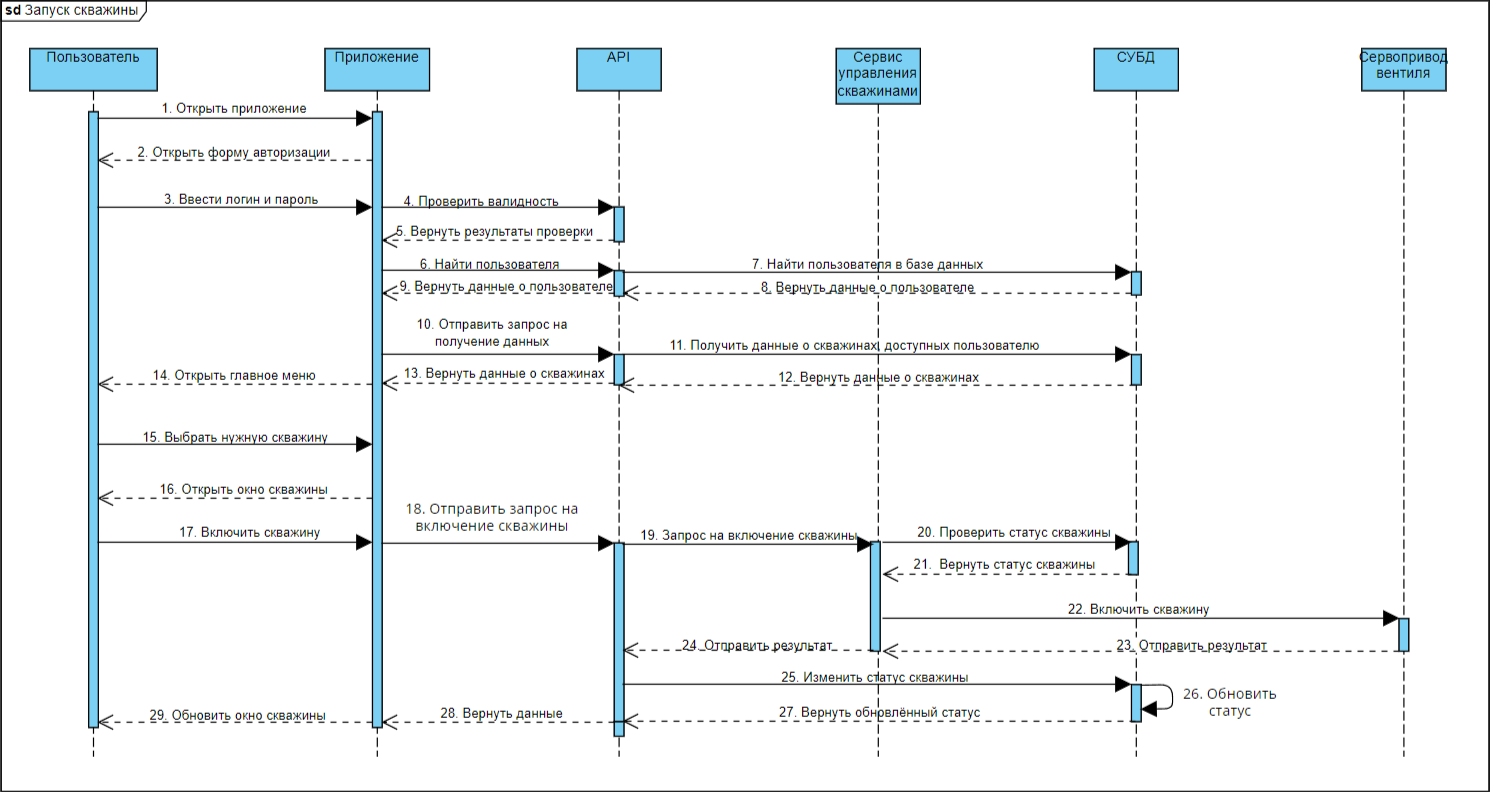 sd Запуск скважины
Пользователь
Приложение
API
Сервис
управления
скважинами
СУБД
Сервопривод
вентиля
1. Открыть приложение
2. Открыть форму авторизации
3. Ввести логин и пароль
4. Проверить валидность
5. Вернуть результаты проверки
6. Найти пользователя
7. Найти пользователя в базе данных
8. Вернуть данные о пользователе
9. Вернуть данные о пользователе
10. Отправить запрос на
получение данных
11. Получить данные о скважинах, доступных пользователю
12. Вернуть данные о скважинах
13. Вернуть данные о скважинах
14. Открыть главное меню
15. Выбрать нужную скважину
16. Открыть окно скважины
17. Включить скважину
18. Отправить запрос на
включение скважины
19. Запрос на включение скважины
20. Проверить статус скважины
21. Вернуть статус скважины
22. Включить скважину
23. Отправить результат
24. Отправить результат
25. Изменить статус скважины
26. Обновить
статус
27. Вернуть обновлённый статус
28. Вернуть данные
29. Обновить окно скважины